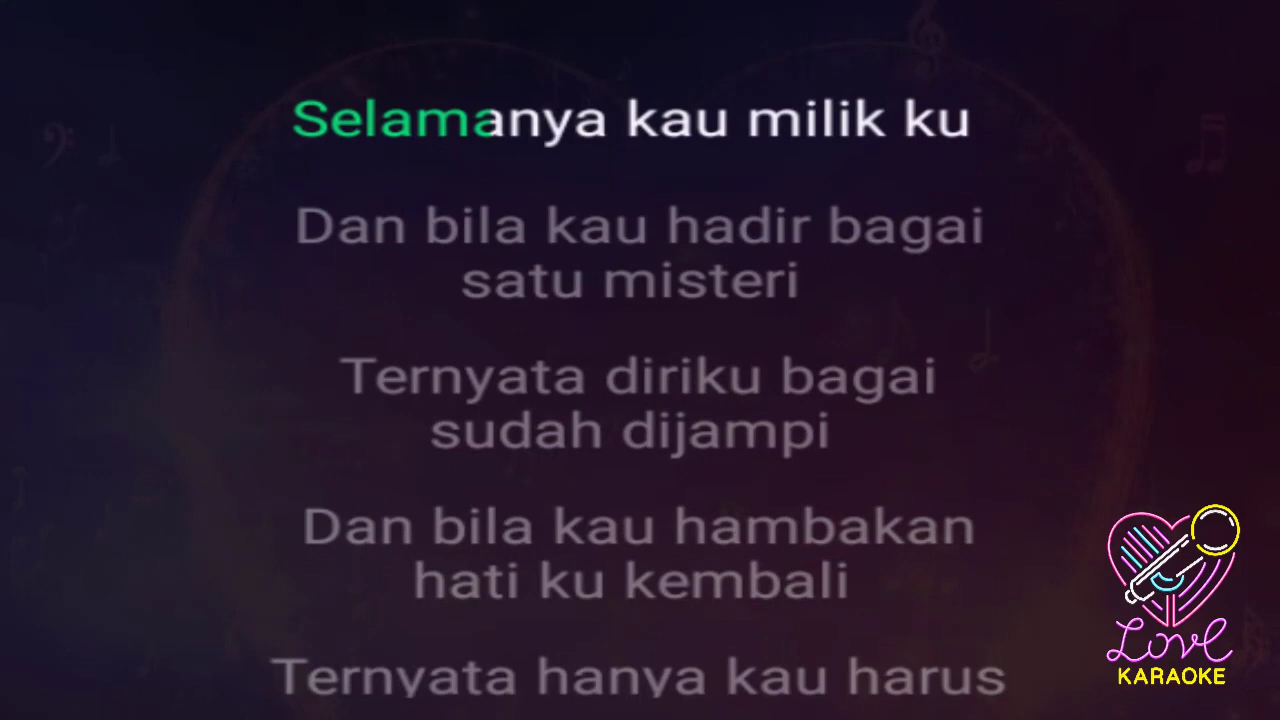 Selamanya kau milik ku
Dan bila kau hadir bagai
satu misteri
Ternyata diriku bagai
sudah dijampi
Dan bila kau hambakan
hati ku kembali
Ternyata hanya kau harus
Love
KARAOKE